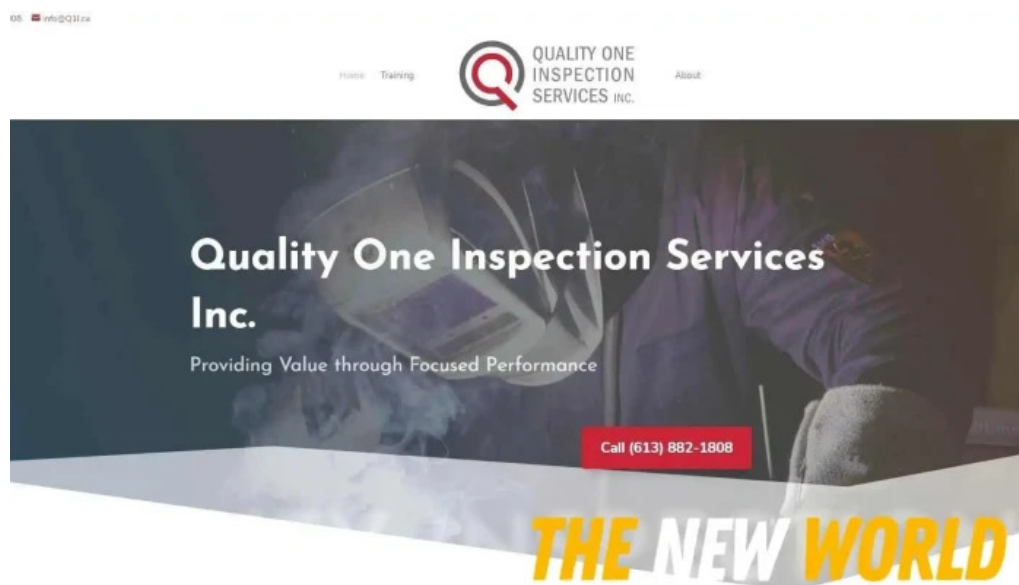 08 info@Q1I.ca
Home Training
QUALITY ONE
INSPECTION
SERVICES INC.
About
Quality One Inspection Services
Inc.
Providing Value through Focused Performance
Call (613) 882-1808
THE NEW WORLD